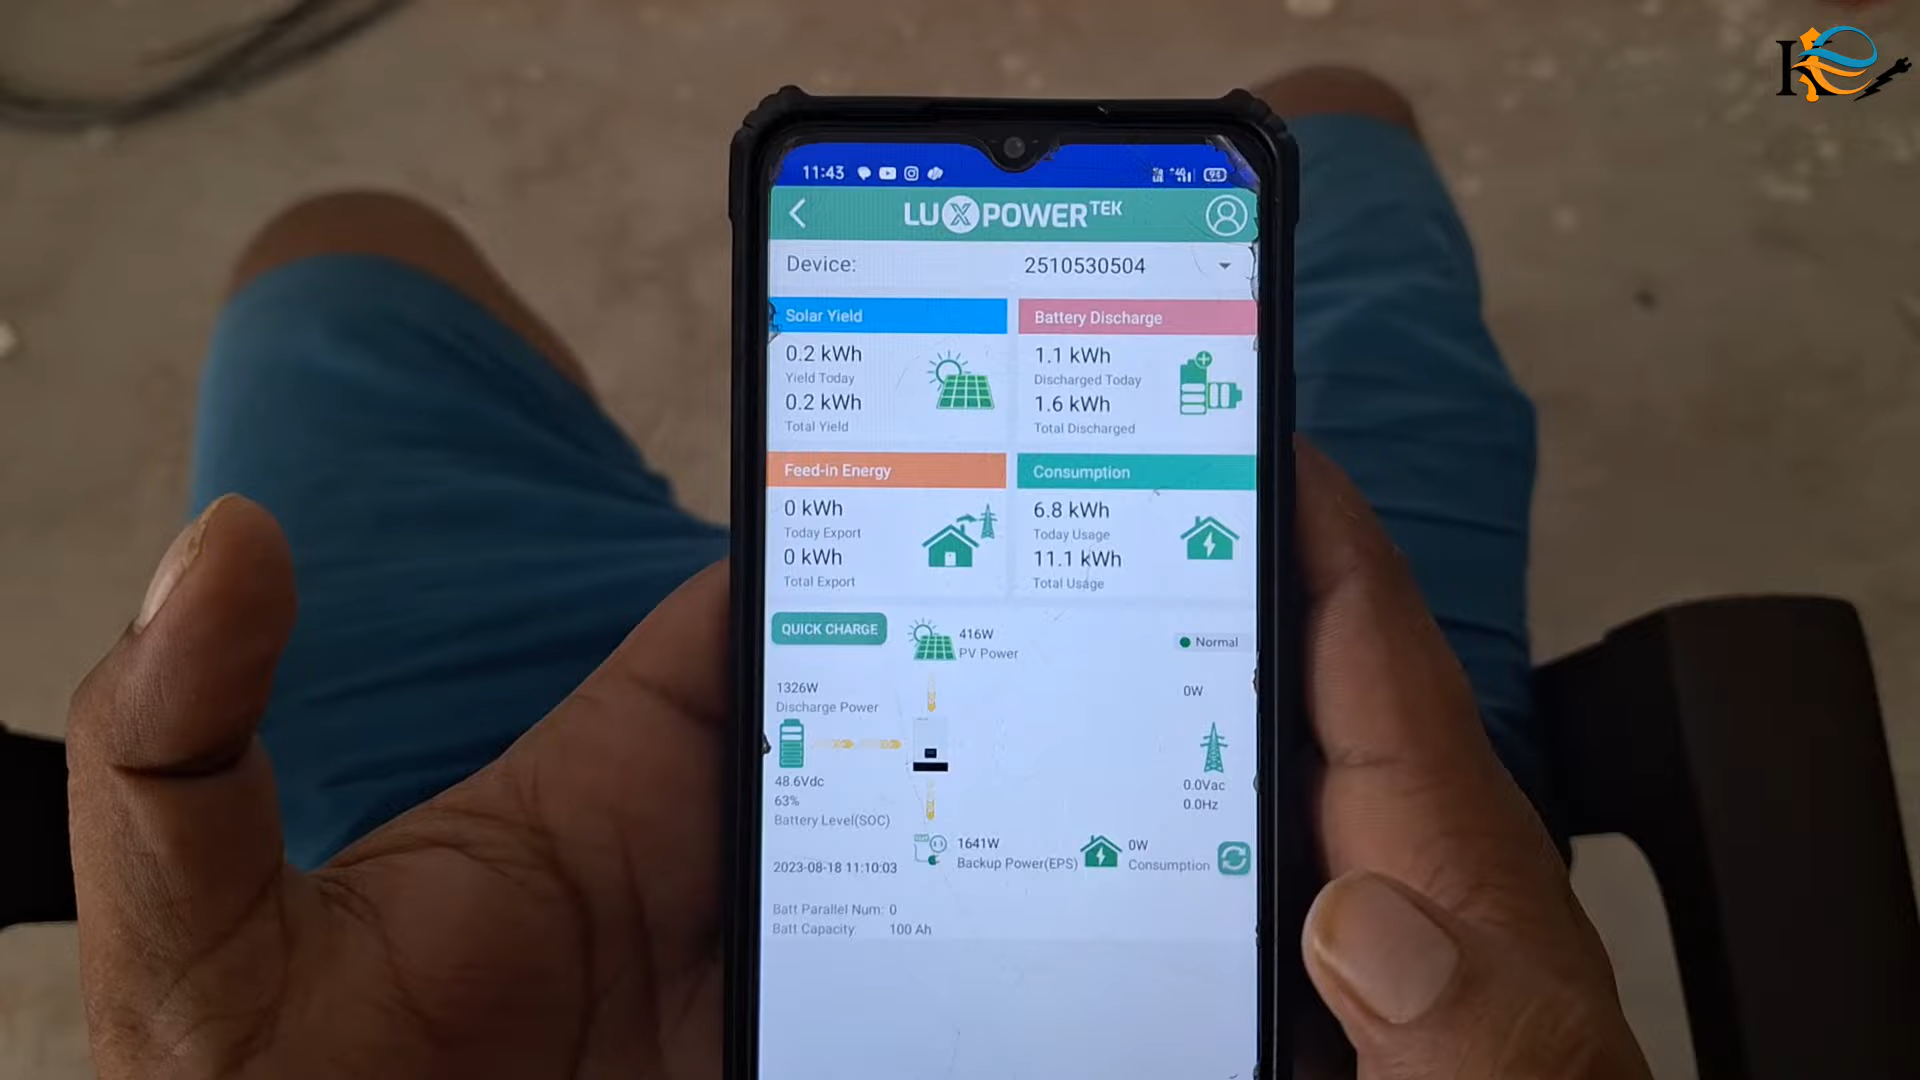 11:43
94
LUXPOWERTEK
Device: 2510530504
Solar Yield
Battery Discharge
0.2 kWh
Yield Today
0.2 kWh
Total Yield
1.1 kWh
Discharged Today
1.6 kWh
Total Discharged
Feed-in Energy
Consumption
0 kWh
Today Export
0 kWh
Total Export
6.8 kWh
Today Usage
11.1 kWh
Total Usage
QUICK CHARGE
416W
PV Power
Normal
1326W
Discharge Power
0W
48.6Vdc
63%
Battery Level(SOC)
0.0Vac
0.0Hz
1641W
Backup Power(EPS)
0W
Consumption
2023-08-18 11:10:03
Batt Parallel Num: 0
Batt Capacity: 100 Ah